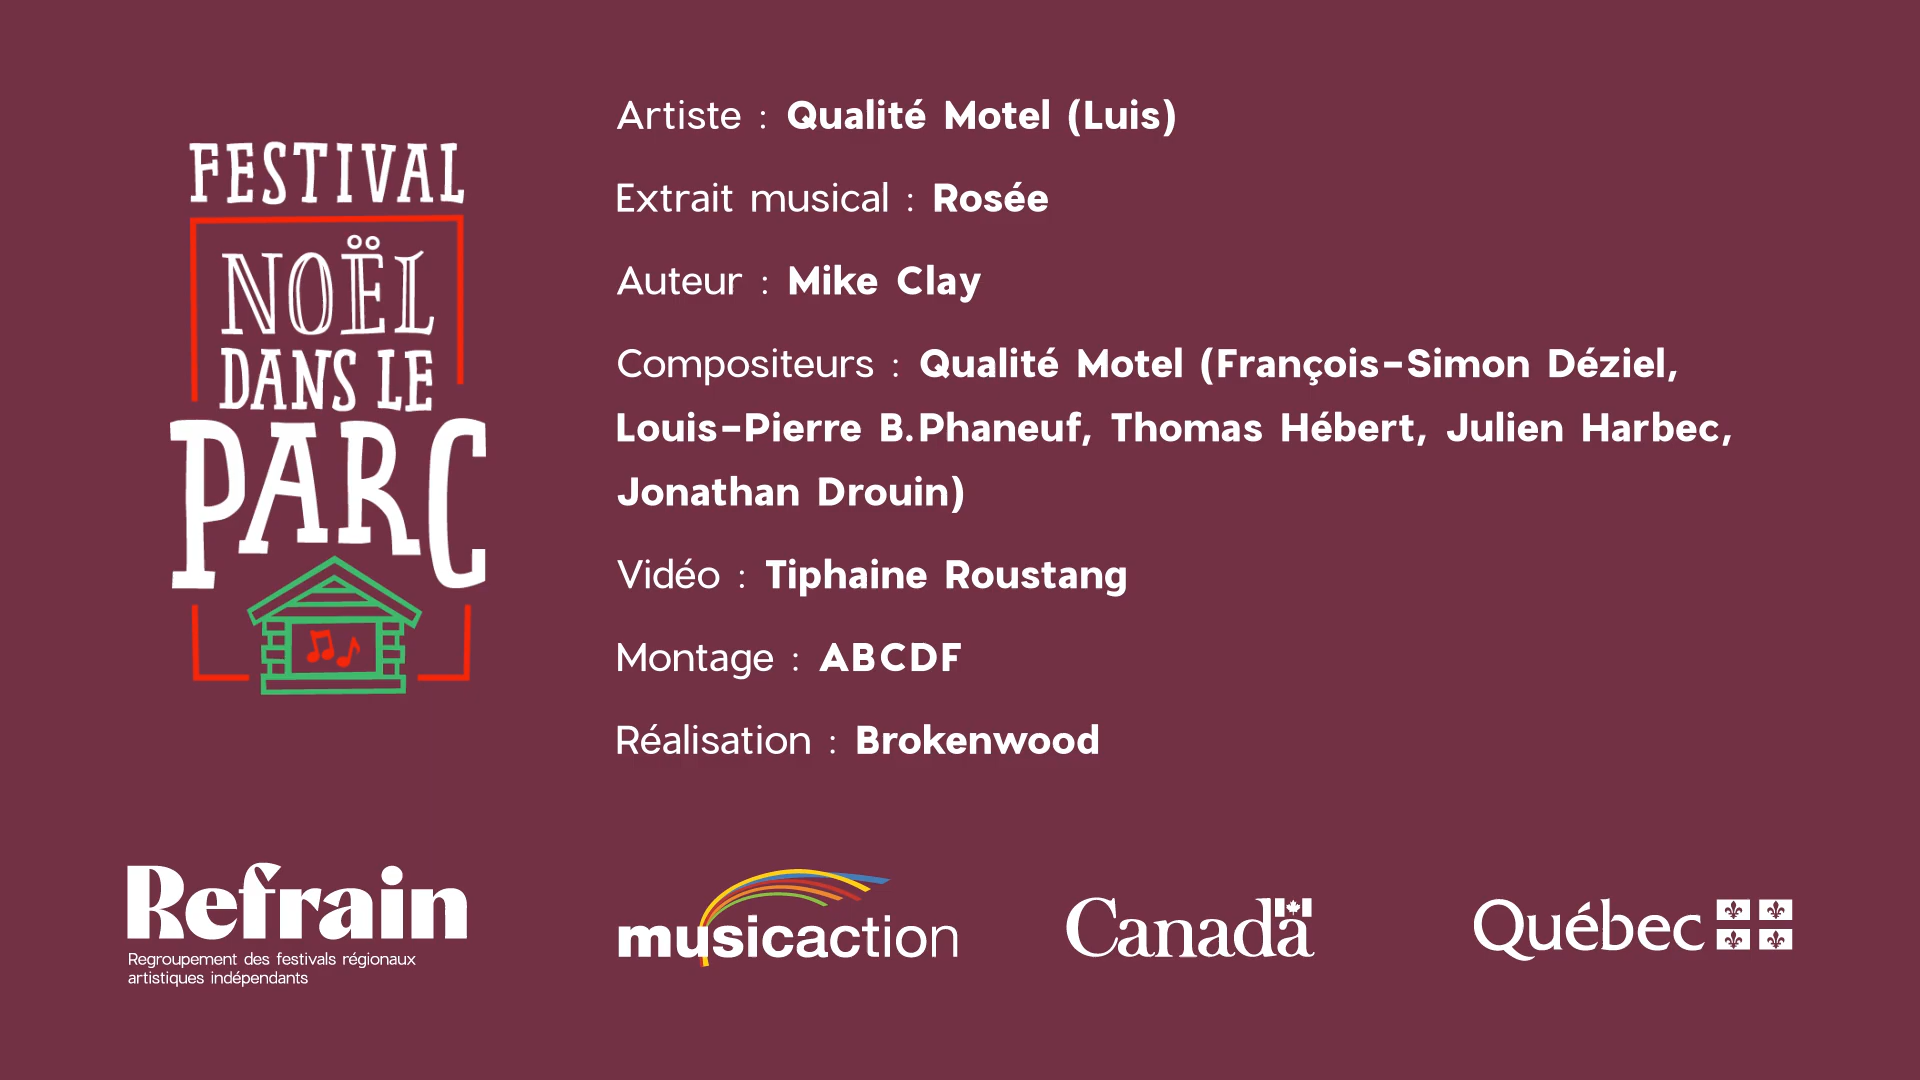 FESTIVAL
NOËL
DANS LE
PARC
Artiste : Qualité Motel (Luis)
Extrait musical : Rosée
Auteur : Mike Clay
Compositeurs : Qualité Motel (François-Simon Déziel,
Louis-Pierre B.Phaneuf, Thomas Hébert, Julien Harbec,
Jonathan Drouin)
Vidéo : Tiphaine Roustang
Montage : ABCDF
Réalisation : Brokenwood
Refrain
Regroupement des festivals régionaux
artistiques indépendants
musicaction
Canada
Québec